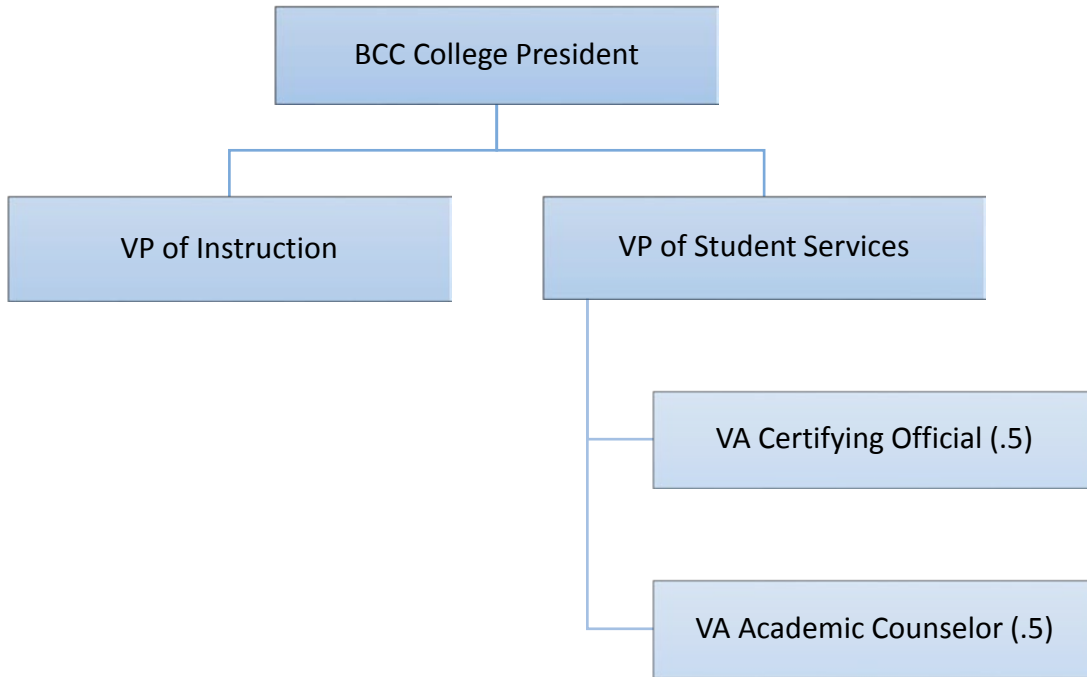 BCC College President
VP of Instruction
VP of Student Services
VA Certifying Official (.5)
VA Academic Counselor (.5)